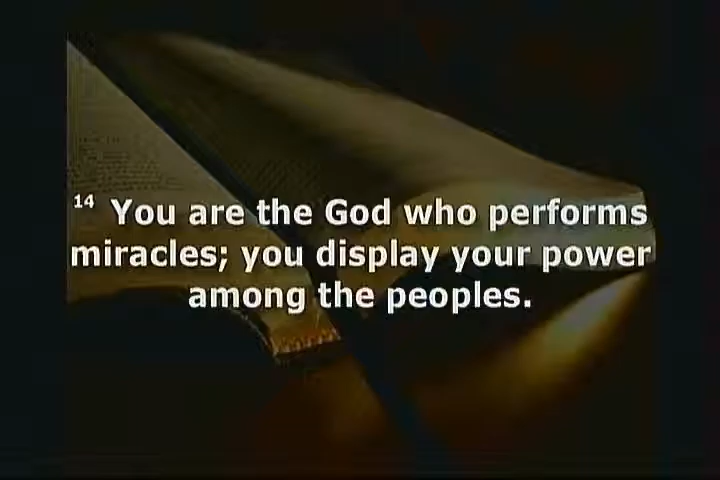 14 You are the God who performs
miracles; you display your power
among the peoples.